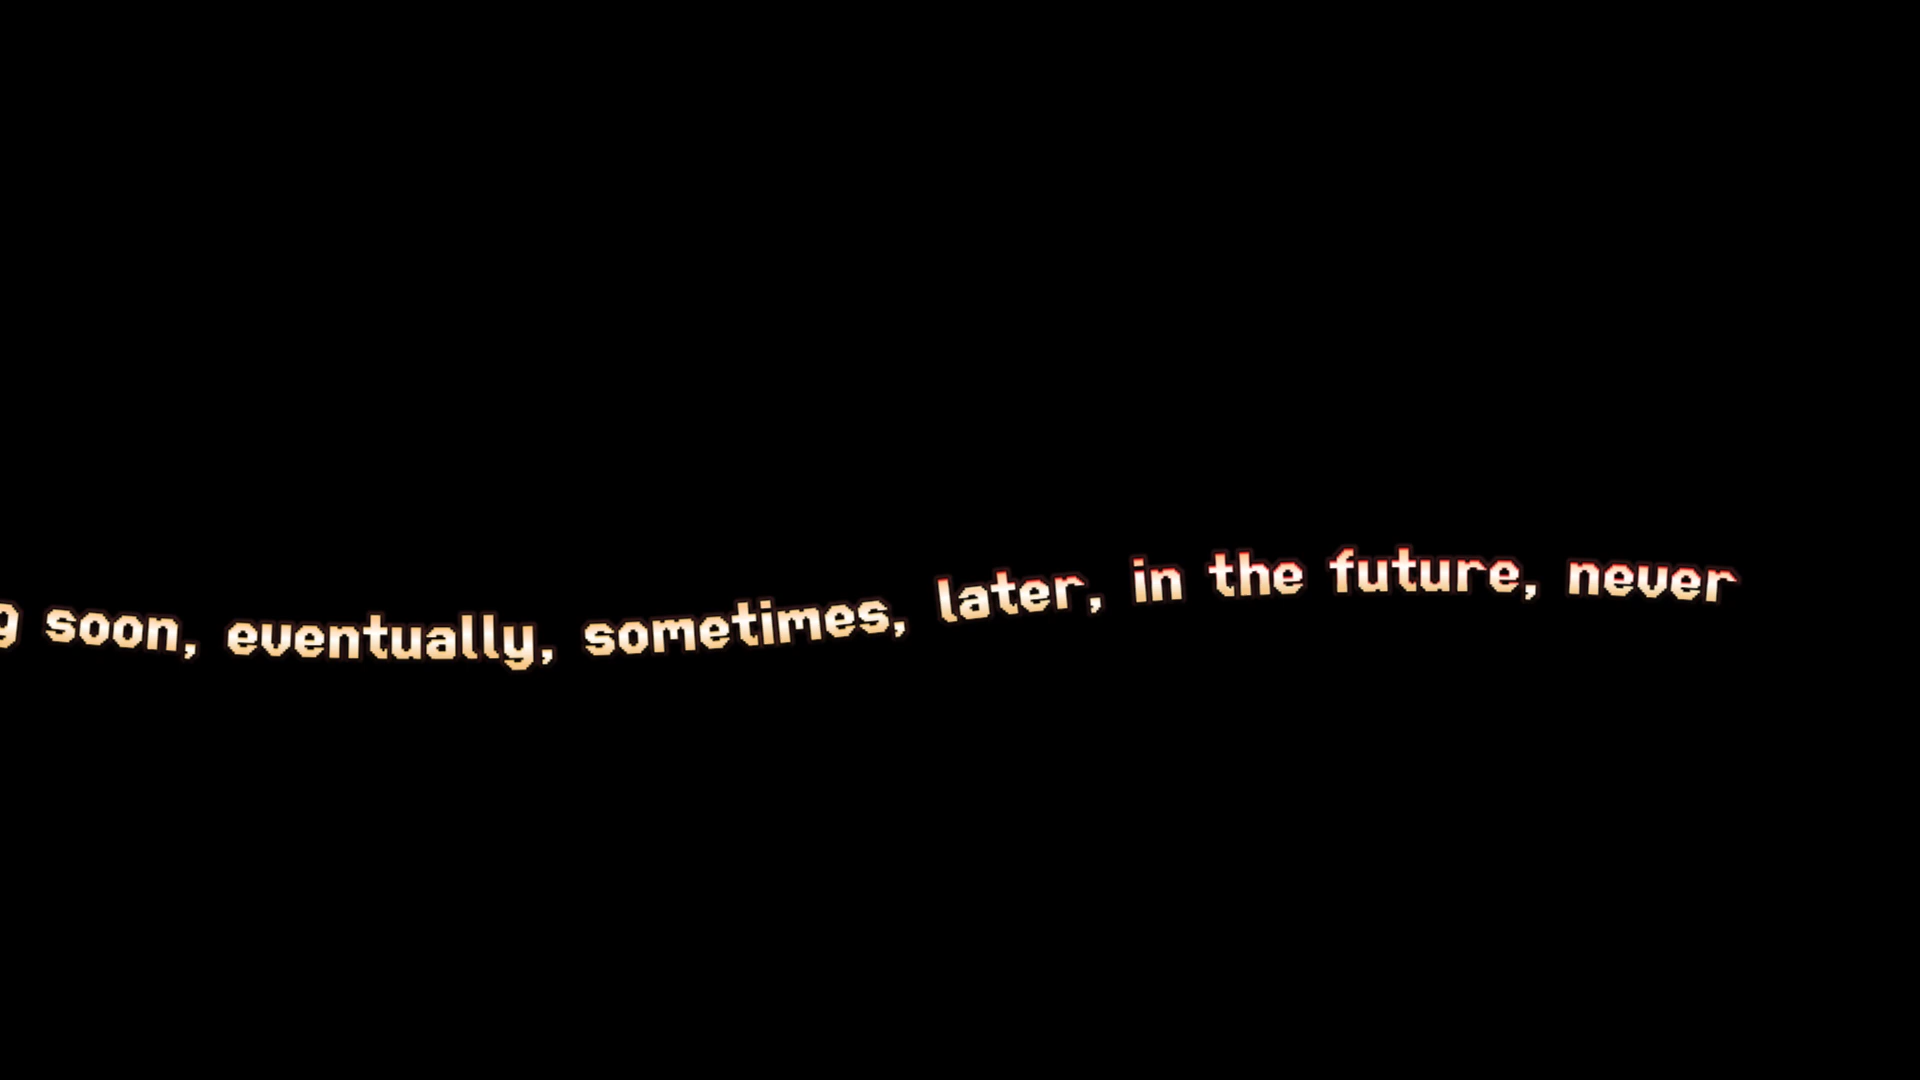 g soon, eventually, sometimes, later, in the future, never